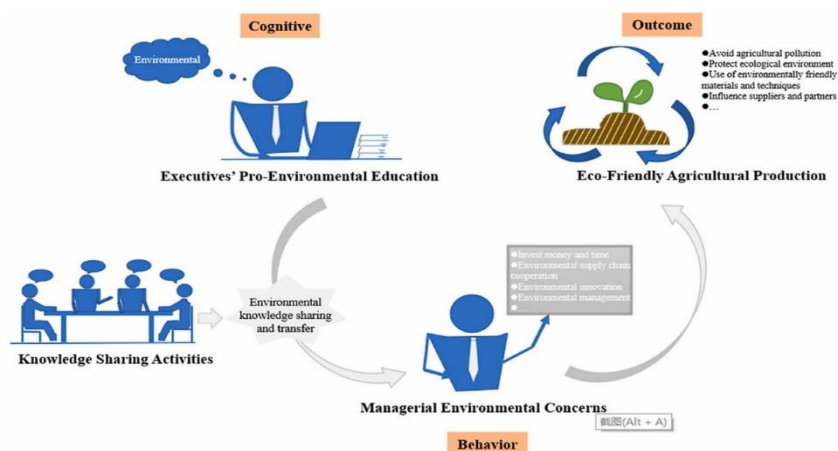 Cognitive
Outcome
Environmental
●Avoid agricultural pollution
●Protect ecological environment
●Use of environmentally friendly
materials and techniques
●Influence suppliers and partners
●…
Executives’ Pro-Environmental Education
Eco-Friendly Agricultural Production
●Invest money and time
●Environmental supply chain
cooperation
●Environmental innovation
●Environmental management
●…
Environmental
knowledge sharing
and transfer
Knowledge Sharing Activities
Managerial Environmental Concerns
截图(Alt + A)
Behavior